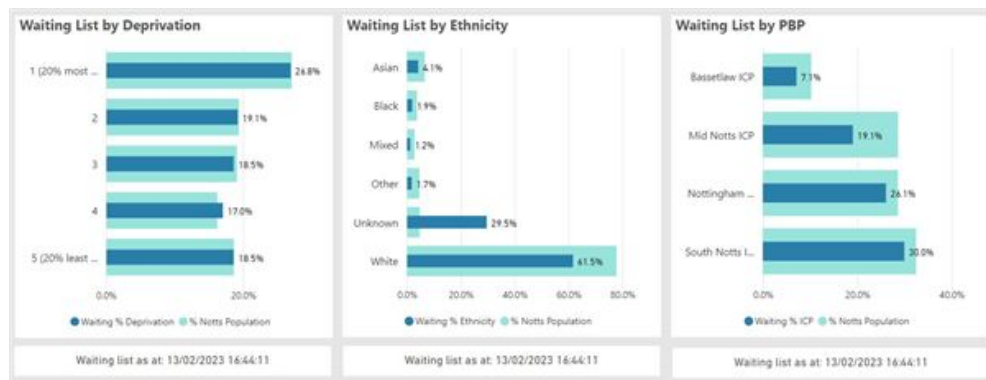 Waiting List by Deprivation
1 (20% most ...
26.8%
2
19.1%
3
18.5%
4
17.0%
5 (20% least ...
18.5%
0.0%
20.0%
Waiting % Deprivation
% Notts Population
Waiting list as at: 13/02/2023 16:44:11
Waiting List by Ethnicity
Asian
4.1%
Black
1.9%
Mixed
1.2%
Other
1.7%
Unknown
29.5%
White
61.5%
0.0%
20.0%
40.0%
60.0%
80.0%
Waiting % Ethnicity
% Notts Population
Waiting list as at: 13/02/2023 16:44:11
Waiting List by PBP
Bassetlaw ICP
7.1%
Mid Notts ICP
19.1%
Nottingham ...
26.1%
South Notts I...
30.0%
0.0%
20.0%
40.0%
Waiting % ICP
% Notts Population
Waiting list as at: 13/02/2023 16:44:11